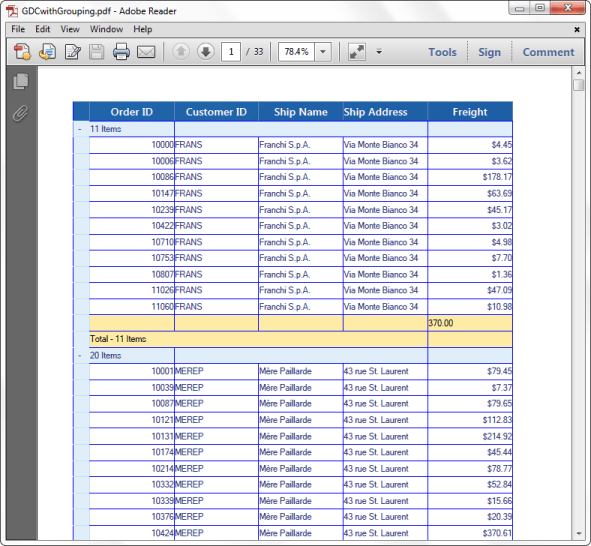 GDCwithGrouping.pdf - Adobe Reader
File Edit View Window Help
1 / 33 78.4% Tools Sign Comment
Order ID Customer ID Ship Name Ship Address Freight
- 11 Items
10000 FRANS Franchi S.p.A. Via Monte Bianco 34 $4.45
10006 FRANS Franchi S.p.A. Via Monte Bianco 34 $3.62
10086 FRANS Franchi S.p.A. Via Monte Bianco 34 $178.17
10147 FRANS Franchi S.p.A. Via Monte Bianco 34 $63.69
10239 FRANS Franchi S.p.A. Via Monte Bianco 34 $45.17
10422 FRANS Franchi S.p.A. Via Monte Bianco 34 $3.02
10710 FRANS Franchi S.p.A. Via Monte Bianco 34 $4.98
10753 FRANS Franchi S.p.A. Via Monte Bianco 34 $7.70
10807 FRANS Franchi S.p.A. Via Monte Bianco 34 $1.36
11026 FRANS Franchi S.p.A. Via Monte Bianco 34 $47.09
11060 FRANS Franchi S.p.A. Via Monte Bianco 34 $10.98
370.00
Total - 11 Items
- 20 Items
10001 MEREP Mère Paillarde 43 rue St. Laurent $79.45
10039 MEREP Mère Paillarde 43 rue St. Laurent $7.37
10087 MEREP Mère Paillarde 43 rue St. Laurent $79.65
10121 MEREP Mère Paillarde 43 rue St. Laurent $112.83
10131 MEREP Mère Paillarde 43 rue St. Laurent $214.92
10174 MEREP Mère Paillarde 43 rue St. Laurent $45.44
10214 MEREP Mère Paillarde 43 rue St. Laurent $78.77
10332 MEREP Mère Paillarde 43 rue St. Laurent $52.84
10339 MEREP Mère Paillarde 43 rue St. Laurent $15.66
10376 MEREP Mère Paillarde 43 rue St. Laurent $20.39
10424 MEREP Mère Paillarde 43 rue St. Laurent $370.61